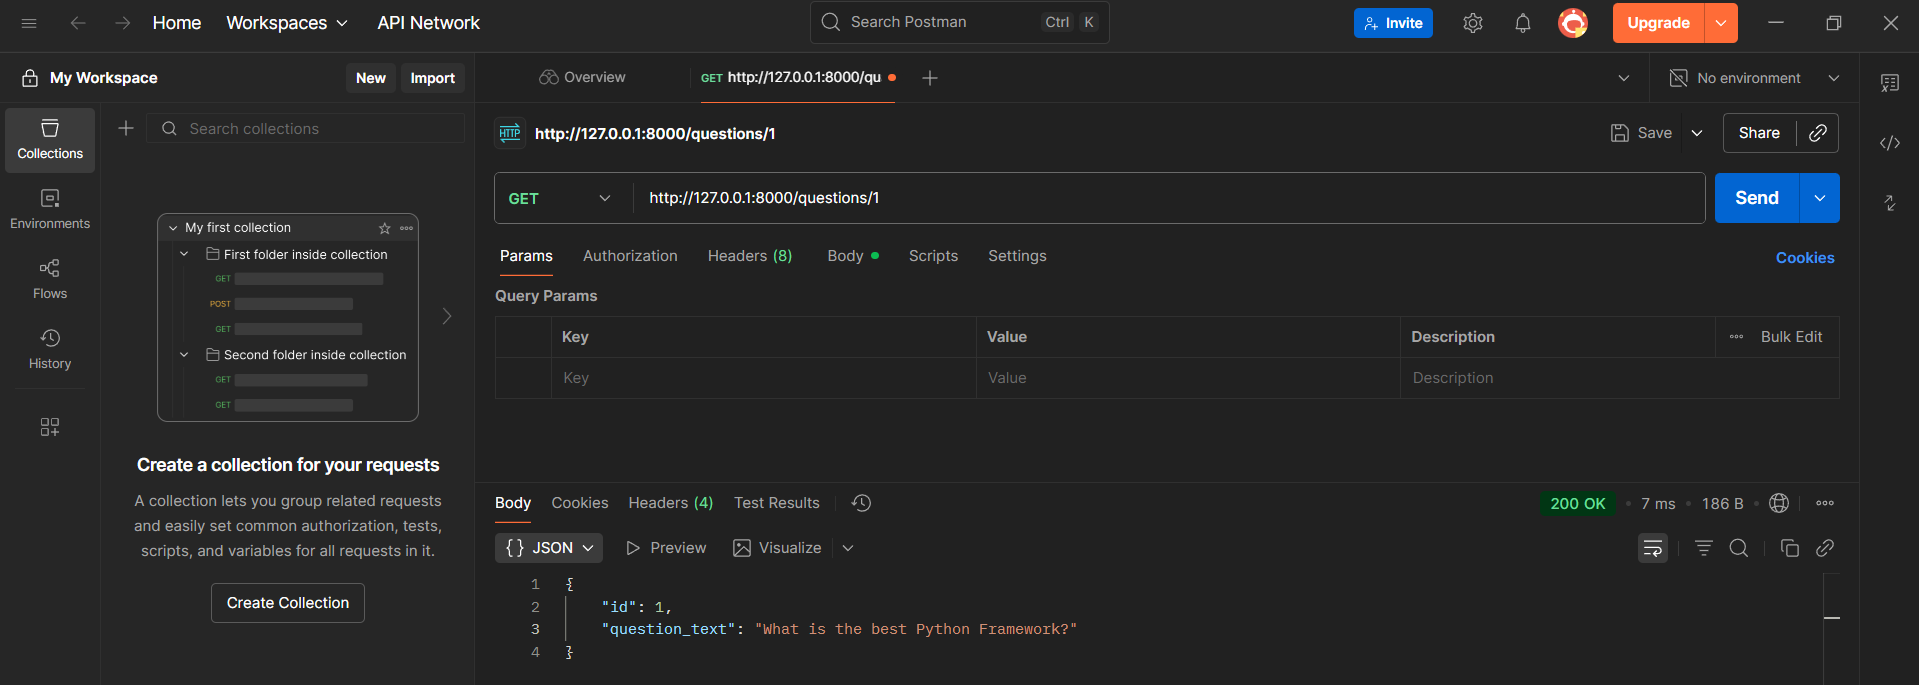 Home Workspaces API Network Search Postman Ctrl K Invite Upgrade
My Workspace New Import Overview GET http://127.0.0.1:8000/qu No environment
Search collections
Collections
Environments
Flows
History
My first collection
First folder inside collection
GET
POST
GET
Second folder inside collection
GET
GET
Create a collection for your requests
A collection lets you group related requests
and easily set common authorization, tests,
scripts, and variables for all requests in it.
Create Collection
HTTP http://127.0.0.1:8000/questions/1 Save Share
GET http://127.0.0.1:8000/questions/1 Send
Params Authorization Headers (8) Body Scripts Settings Cookies
Query Params
Key Value Description Bulk Edit
Key Value Description
Body Cookies Headers (4) Test Results 200 OK • 7 ms • 186 B •
{} JSON Preview Visualize
1 {
2 "id": 1,
3 "question_text": "What is the best Python Framework?"
4 }